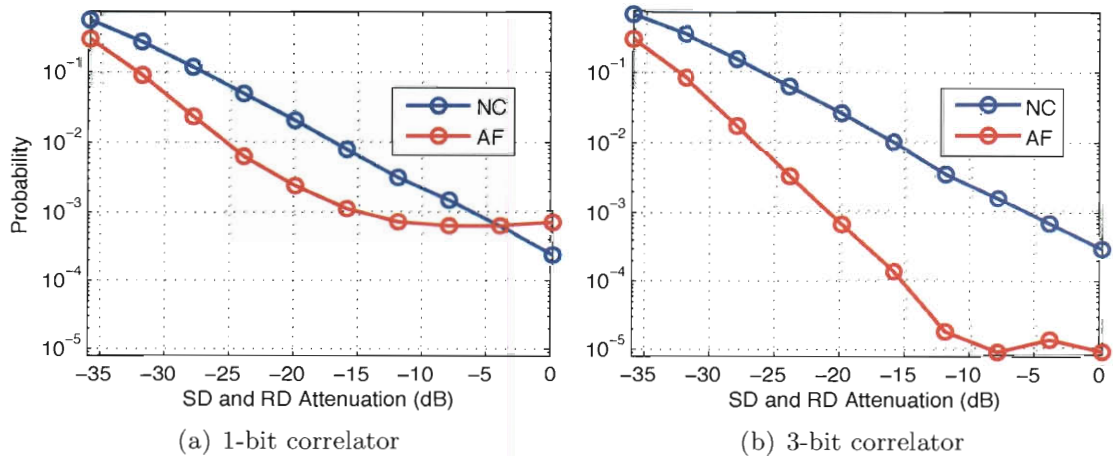 10⁻¹
10⁻²
10⁻³
10⁻⁴
10⁻⁵
Probability
NC
AF
−35 −30 −25 −20 −15 −10 −5 0
SD and RD Attenuation (dB)
(a) 1-bit correlator
10⁻¹
10⁻²
10⁻³
10⁻⁴
10⁻⁵
NC
AF
−35 −30 −25 −20 −15 −10 −5 0
SD and RD Attenuation (dB)
(b) 3-bit correlator